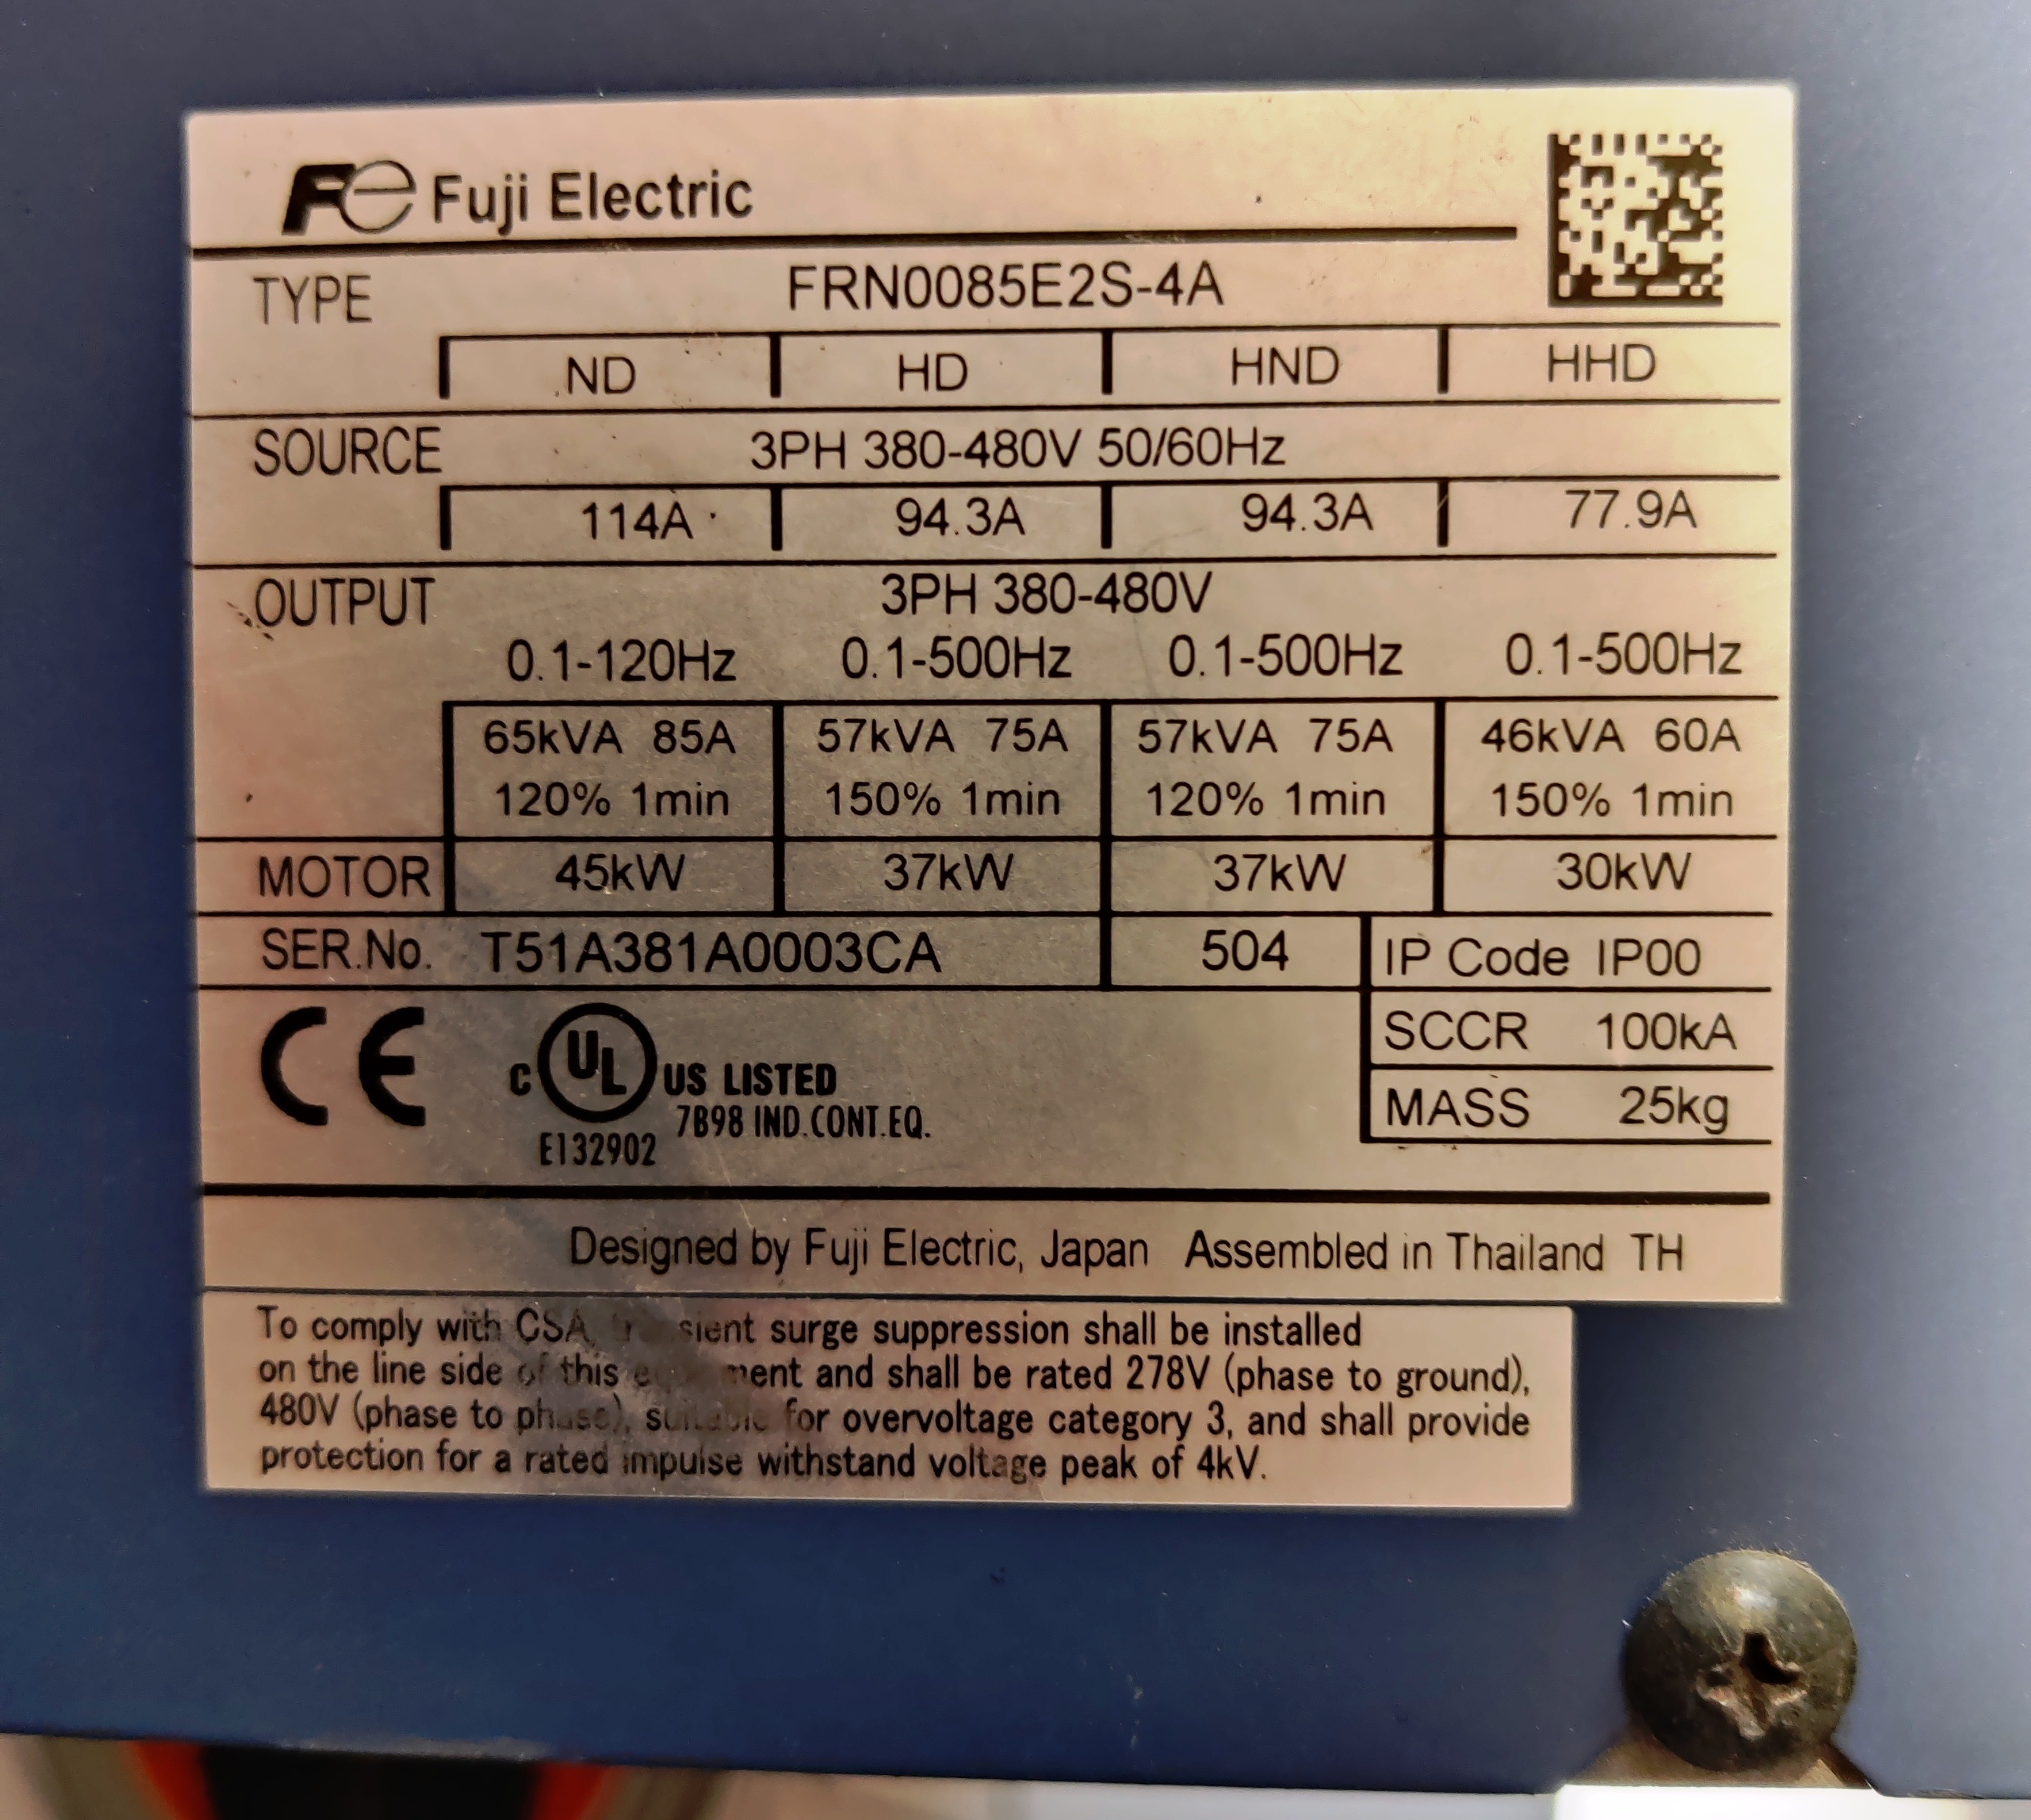 Fe Fuji Electric
TYPE FRN0085E2S-4A
ND HD HND HHD
SOURCE 3PH 380-480V 50/60Hz
114A 94.3A 94.3A 77.9A
OUTPUT 3PH 380-480V
0.1-120Hz 0.1-500Hz 0.1-500Hz 0.1-500Hz
65kVA 85A 57kVA 75A 57kVA 75A 46kVA 60A
120% 1min 150% 1min 120% 1min 150% 1min
MOTOR 45kW 37kW 37kW 30kW
SER.No. T51A381A0003CA 504 IP Code IP00
SCCR 100kA
MASS 25kg
CE
c UL US LISTED
7B98 IND.CONT.EQ.
E132902
Designed by Fuji Electric, Japan Assembled in Thailand TH
To comply with CSA, surge suppression shall be installed
on the line side of this and shall be rated 278V (phase to ground),
480V (phase to phase), suitable for overvoltage category 3, and shall provide
protection for a rated impulse withstand voltage peak of 4kV.